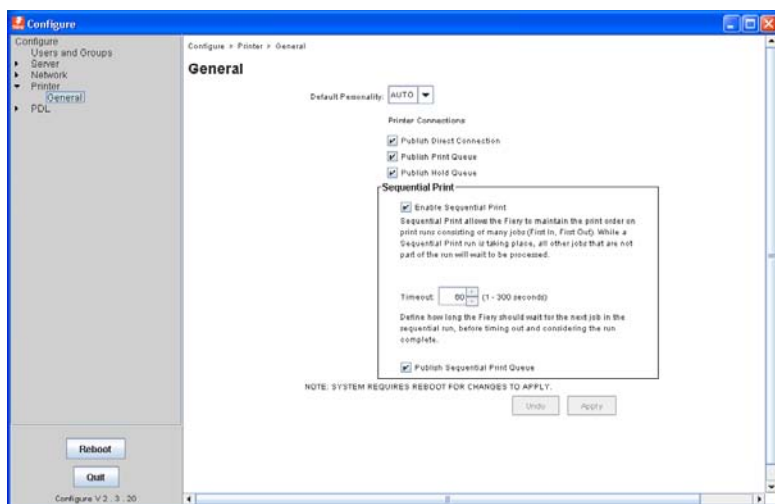 Configure
Configure
Users and Groups
Server
Network
Printer
General
PDL
Reboot
Quit
Configure V 2 . 3 . 20
Configure > Printer > General
General
Default Personality: AUTO
Printer Connections:
Publish Direct Connection
Publish Print Queue
Publish Hold Queue
Sequential Print
Enable Sequential Print
Sequential Print allows the Fiery to maintain the print order on
print runs consisting of many jobs (First In, First Out). While a
Sequential Print run is taking place, all other jobs that are not
part of the run will wait to be processed.
Timeout: 60 (1 - 300 seconds)
Define how long the Fiery should wait for the next job in the
sequential run, before timing out and considering the run
complete.
Publish Sequential Print Queue
NOTE: SYSTEM REQUIRES REBOOT FOR CHANGES TO APPLY.
Undo Apply